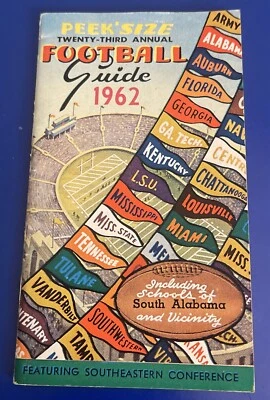 PEEK'SIZE
TWENTY-THIRD ANNUAL
FOOTBALL
Guide
1962
ARMY
ALABAMA
AUBURN
FLORIDA
GEORGIA
GA. TECH.
KENTUCKY
CHATTANOOGA
L.S.U.
LOUISVILLE
MISSISSIPPI
MIAMI
MISS. STATE
TENNESSEE
TULANE
VANDERBILT
SOUTHWESTERN
Including
Schools of
South Alabama
and Vicinity
FEATURING SOUTHEASTERN CONFERENCE